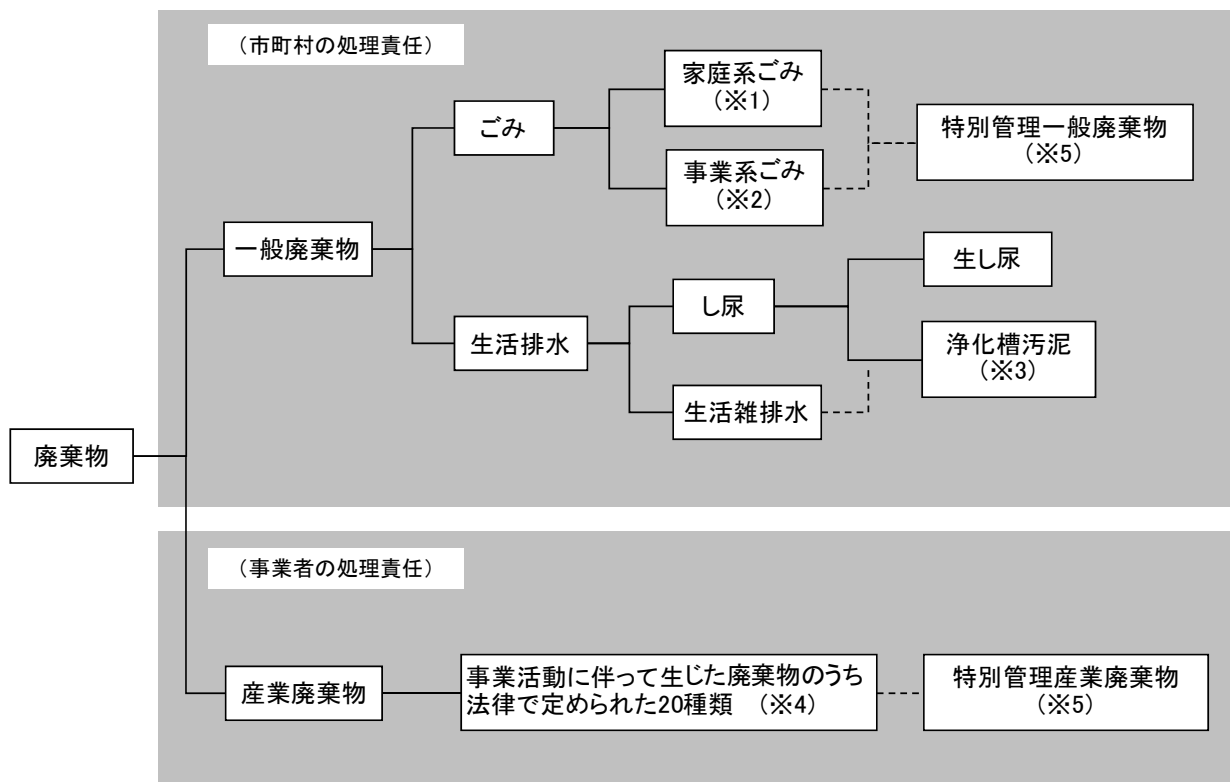 （市町村の処理責任）
家庭系ごみ
（※1）
ごみ
特別管理一般廃棄物
（※5）
事業系ごみ
（※2）
一般廃棄物
生し尿
し尿
生活排水
浄化槽汚泥
（※3）
生活雑排水
廃棄物
（事業者の処理責任）
産業廃棄物
事業活動に伴って生じた廃棄物のうち
法律で定められた20種類　（※4）
特別管理産業廃棄物
（※5）